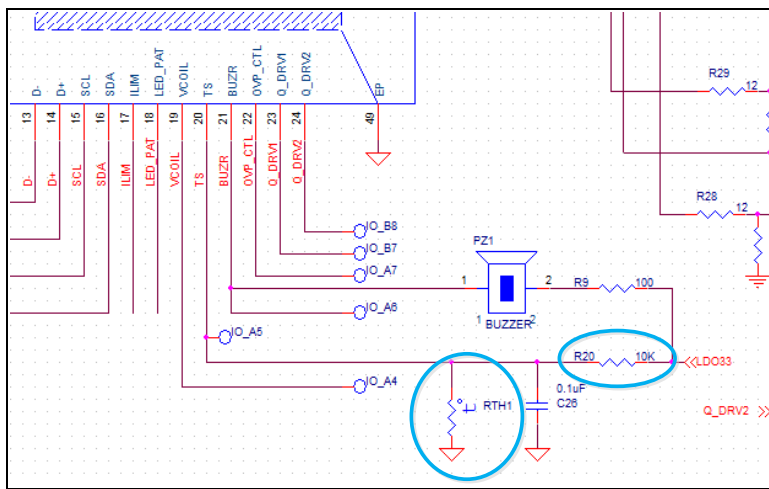 D-
D+
SCL
SDA
ILIM
LED_PAT
VCOIL
TS
BUZR
OVP_CTL
Q_DRV1
Q_DRV2
EP
13
14
15
16
17
18
19
20
21
22
23
24
49
D-
D+
SCL
SDA
ILIM
LED_PAT
VCOIL
TS
BUZR
OVP_CTL
Q_DRV1
Q_DRV2
R29
12
R28
12
IO_B8
IO_B7
IO_A7
IO_A6
IO_A5
IO_A4
PZ1
1
2
1 BUZZER 2
R9 100
R20 10K
LDO33
RTH1
t°
0.1uF
C26
Q_DRV2